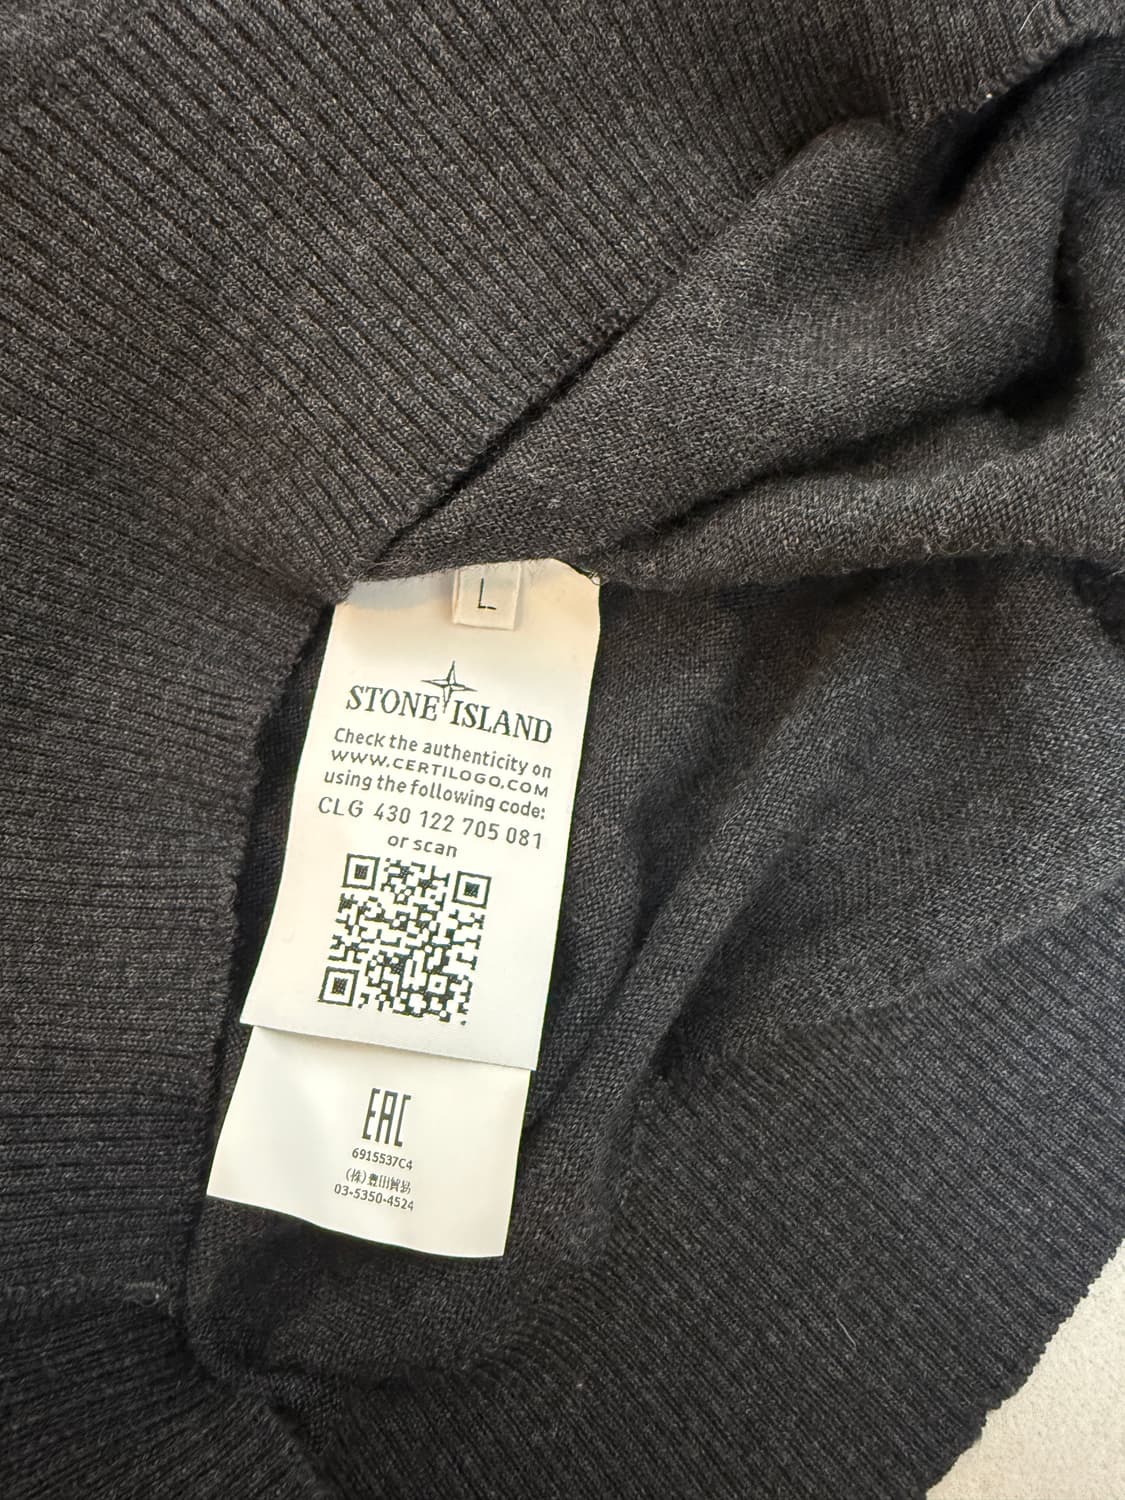 L
STONE ISLAND
Check the authenticity on
WWW.CERTILOGO.COM
using the following code:
CLG 430 122 705 081
or scan
EAC
6915537C4
(株)豊田貿易
03-5350-4524